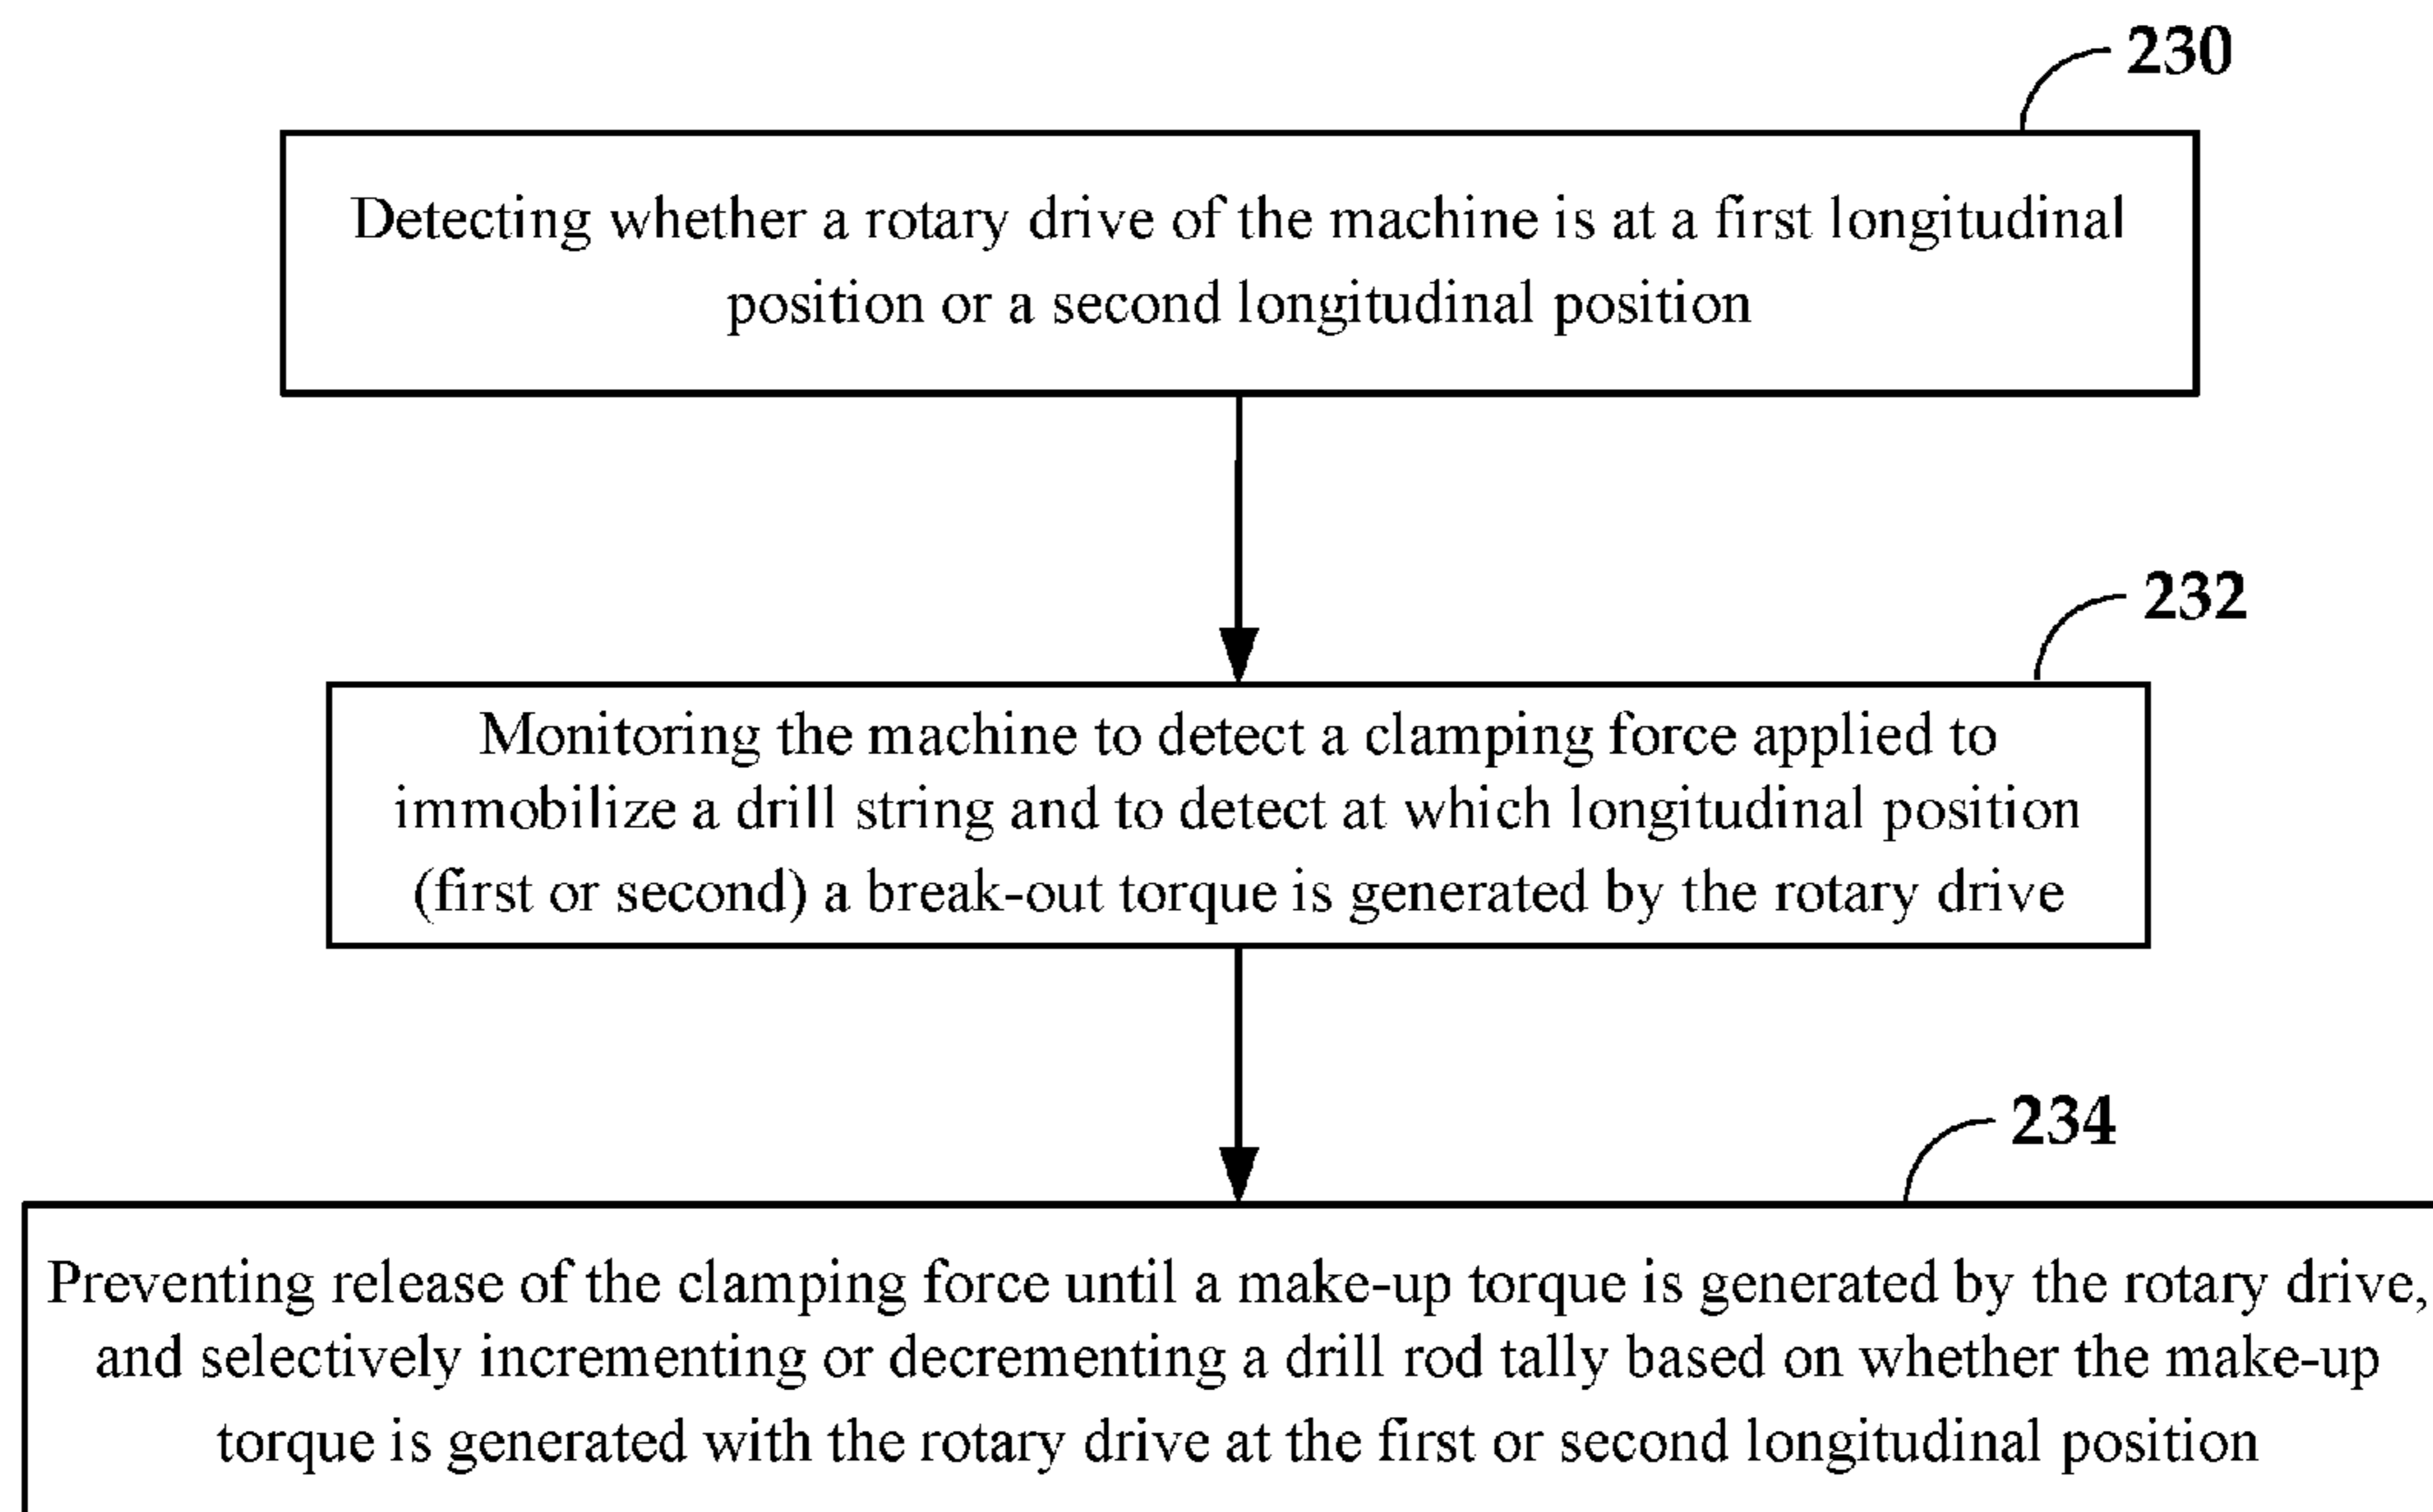 230
Detecting whether a rotary drive of the machine is at a first longitudinal
position or a second longitudinal position
232
Monitoring the machine to detect a clamping force applied to
immobilize a drill string and to detect at which longitudinal position
(first or second) a break-out torque is generated by the rotary drive
234
Preventing release of the clamping force until a make-up torque is generated by the rotary drive,
and selectively incrementing or decrementing a drill rod tally based on whether the make-up
torque is generated with the rotary drive at the first or second longitudinal position